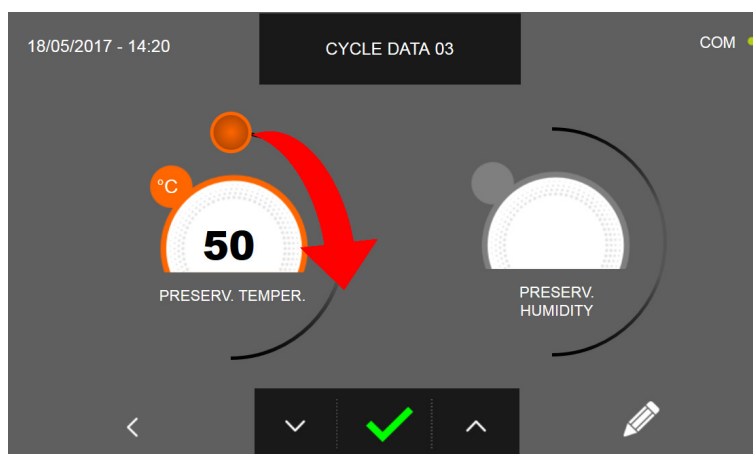 18/05/2017 - 14:20
CYCLE DATA 03
COM
°C
50
PRESERV. TEMPER.
PRESERV.
HUMIDITY